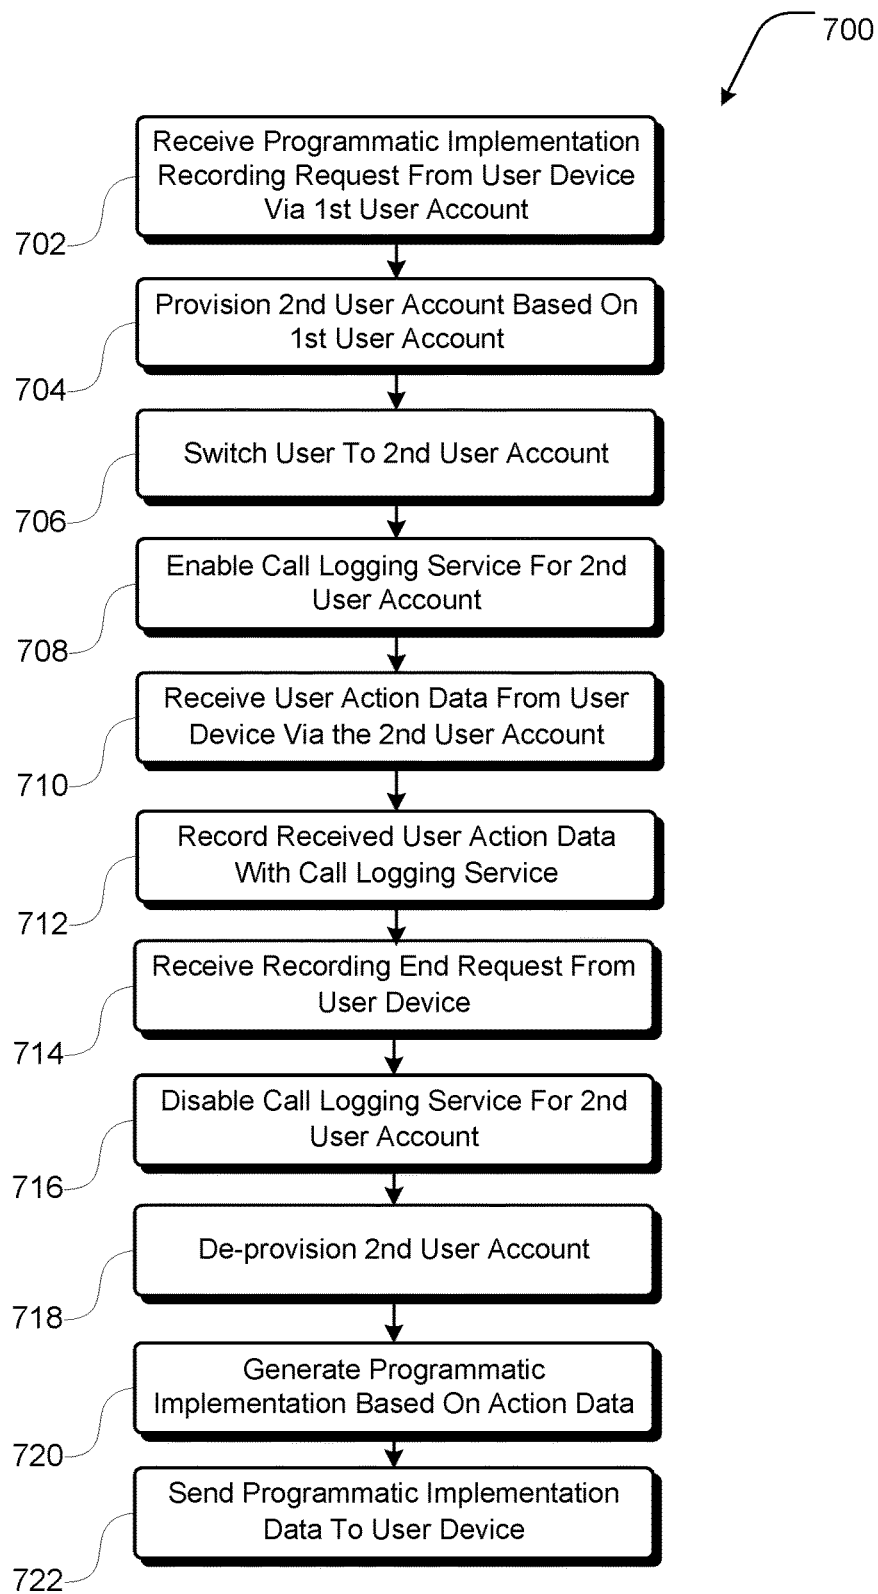 700
Receive Programmatic Implementation
Recording Request From User Device
Via 1st User Account
702
Provision 2nd User Account Based On
1st User Account
704
Switch User To 2nd User Account
706
Enable Call Logging Service For 2nd
User Account
708
Receive User Action Data From User
Device Via the 2nd User Account
710
Record Received User Action Data
With Call Logging Service
712
Receive Recording End Request From
User Device
714
Disable Call Logging Service For 2nd
User Account
716
De-provision 2nd User Account
718
Generate Programmatic
Implementation Based On Action Data
720
Send Programmatic Implementation
Data To User Device
722